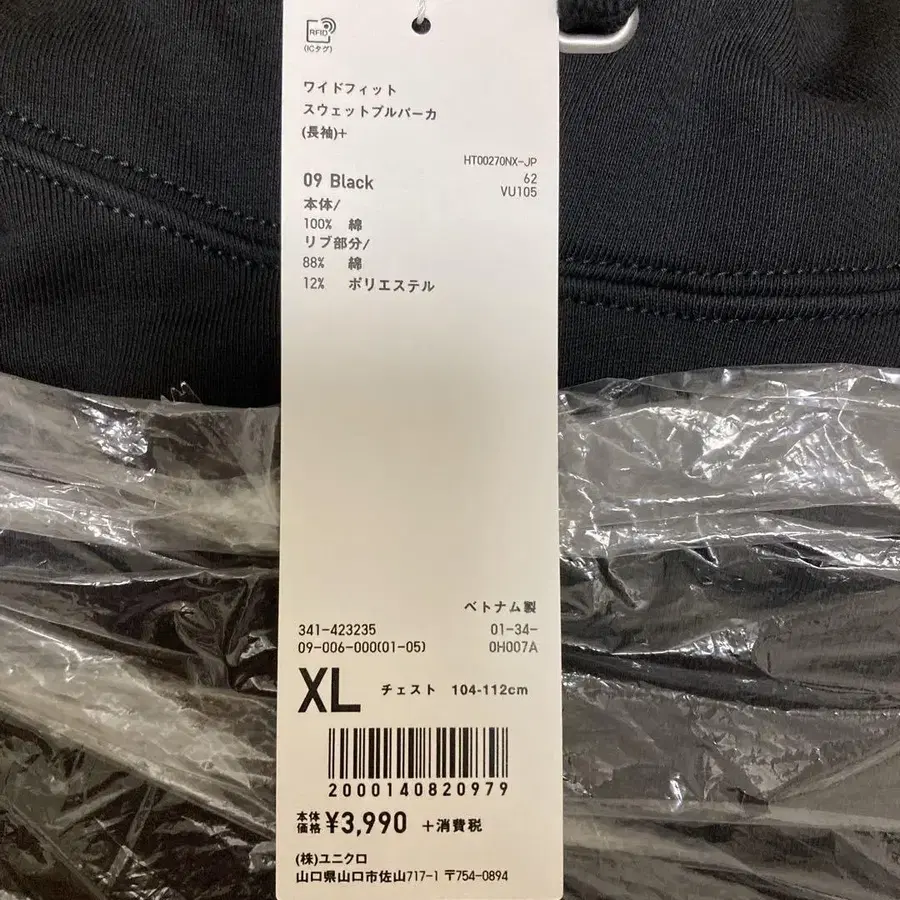 RFID
(ICタグ)
ワイドフィット
スウェットプルパーカ
(長袖)+
HT00270NX-JP
09 Black
62
VU105
本体/
100% 綿
リブ部分/
88% 綿
12% ポリエステル
ベトナム製
341-423235
01-34-
09-006-000(01-05)
0H007A
XL チェスト 104-112cm
2000140820979
本体価格 ¥3,990 +消費税
(株)ユニクロ
山口県山口市佐山717-1 〒754-0894